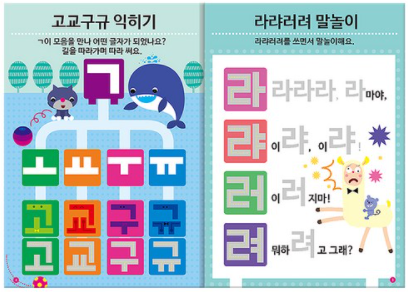 고교구규 익히기
ㄱ이 모음을 만나 어떤 글자가 되었나요?
길을 따라가며 따라 써요.
ㄱ
ㅗ ㅛ ㅜ ㅠ
고 교 구 규
고 교 구 규
라랴러려 말놀이
라랴러려를 쓰면서 말놀이해요.
라 라라라라, 라마야,
랴 이랴, 이랴!
러 이러지마!
려 뭐하려고 그래?